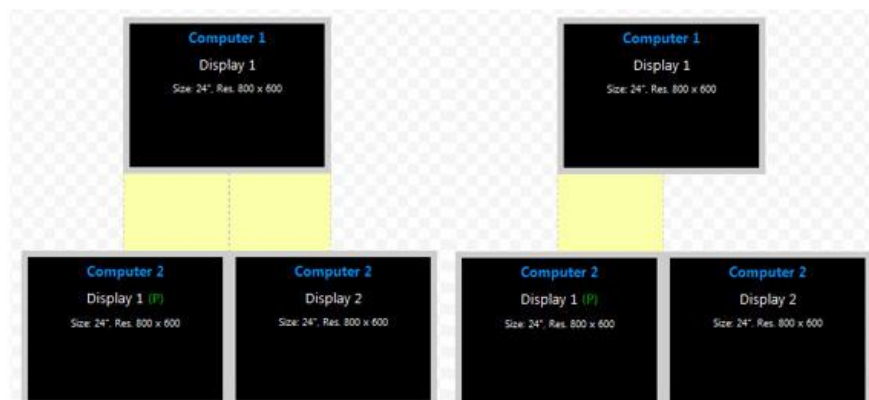 Computer 1
Display 1
Size: 24", Res. 800 x 600
Computer 1
Display 1
Size: 24", Res. 800 x 600
Computer 2
Display 1 (P)
Size: 24", Res. 800 x 600
Computer 2
Display 2
Size: 24", Res. 800 x 600
Computer 2
Display 1 (P)
Size: 24", Res. 800 x 600
Computer 2
Display 2
Size: 24", Res. 800 x 600